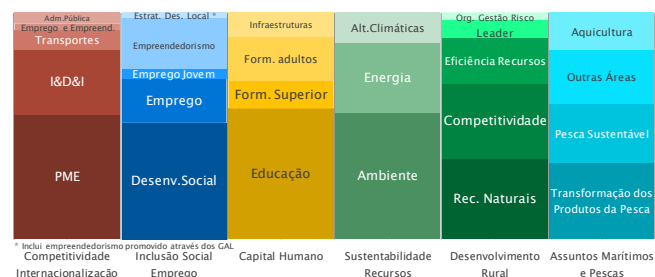 Adm.Pública
Emprego e Empreend.
Transportes
I&D&I
PME
Estrat. Des. Local *
Empreendedorismo
Emprego Jovem
Emprego
Desenv.Social
Infraestruturas
Form. adultos
Form. Superior
Educação
Alt.Climáticas
Energia
Ambiente
Org. Gestão Risco
Leader
Eficiência Recursos
Competitividade
Rec. Naturais
Aquicultura
Outras Áreas
Pesca Sustentável
Transformação dos
Produtos da Pesca
* Inclui empreendedorismo promovido através dos GAL
Competitividade
Internacionalização
Inclusão Social
Emprego
Capital Humano
Sustentabilidade
Recursos
Desenvolvimento
Rural
Assuntos Marítimos
e Pescas